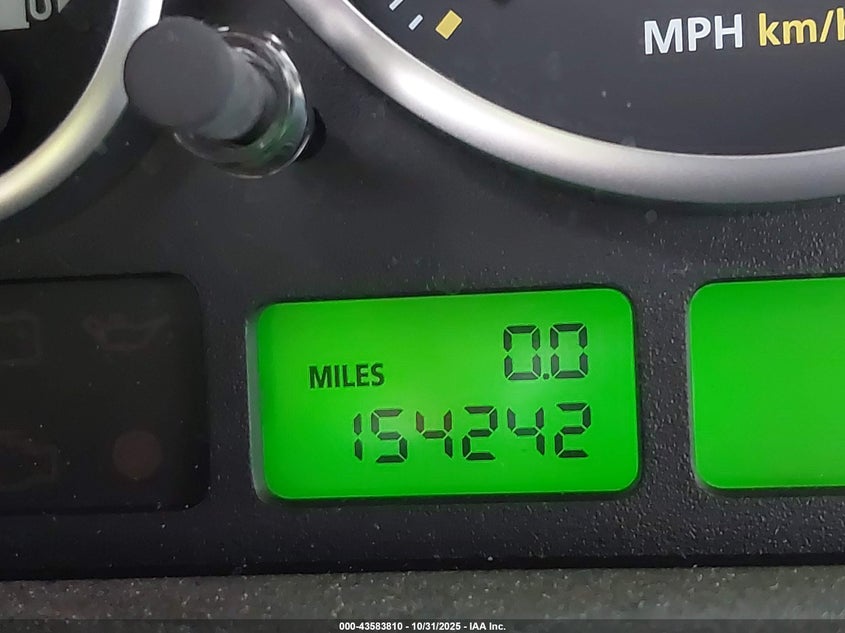 MPH km/h
0.0
MILES
154242
000-43583810 - 10/31/2025 - IAA Inc.